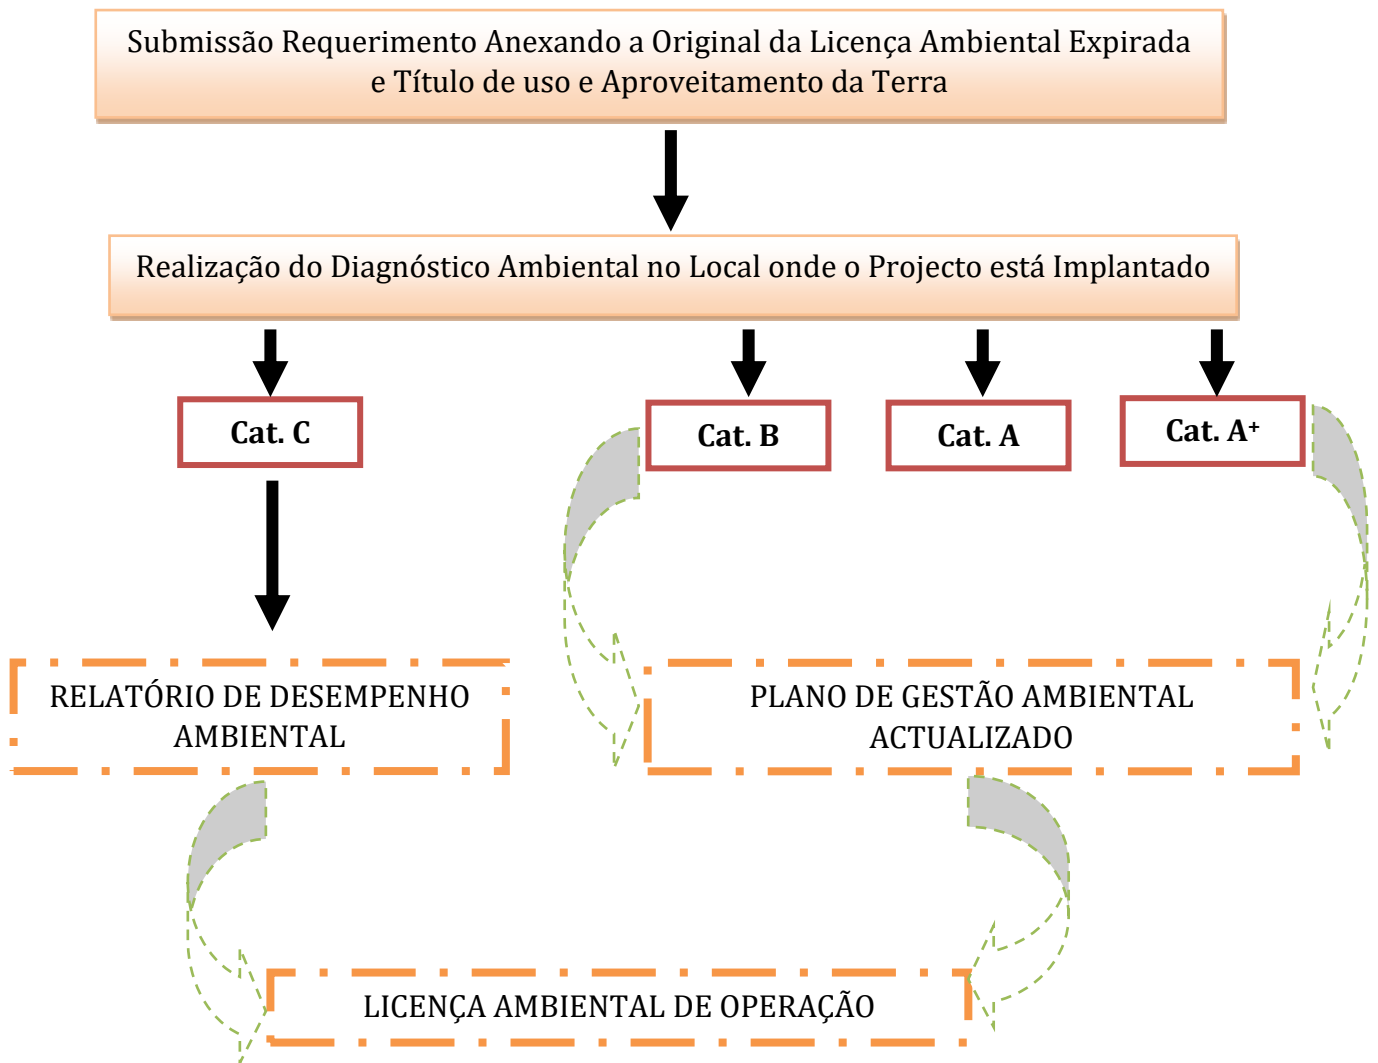 Submissão Requerimento Anexando a Original da Licença Ambiental Expirada
e Título de uso e Aproveitamento da Terra
Realização do Diagnóstico Ambiental no Local onde o Projecto está Implantado
Cat. C
Cat. B
Cat. A
Cat. A⁺
RELATÓRIO DE DESEMPENHO
AMBIENTAL
PLANO DE GESTÃO AMBIENTAL
ACTUALIZADO
LICENÇA AMBIENTAL DE OPERAÇÃO